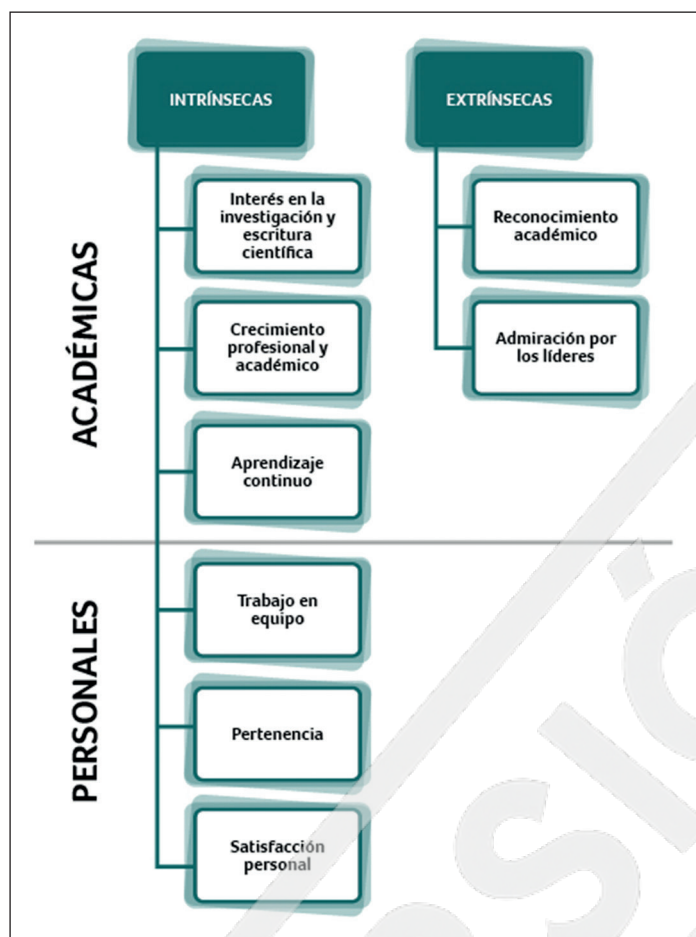 INTRÍNSECAS
EXTRÍNSECAS
ACADÉMICAS
Interés en la
investigación y
escritura
científica
Reconocimiento
académico
Crecimiento
profesional y
académico
Admiración por
los líderes
Aprendizaje
continuo
PERSONALES
Trabajo en
equipo
Pertenencia
Satisfacción
personal